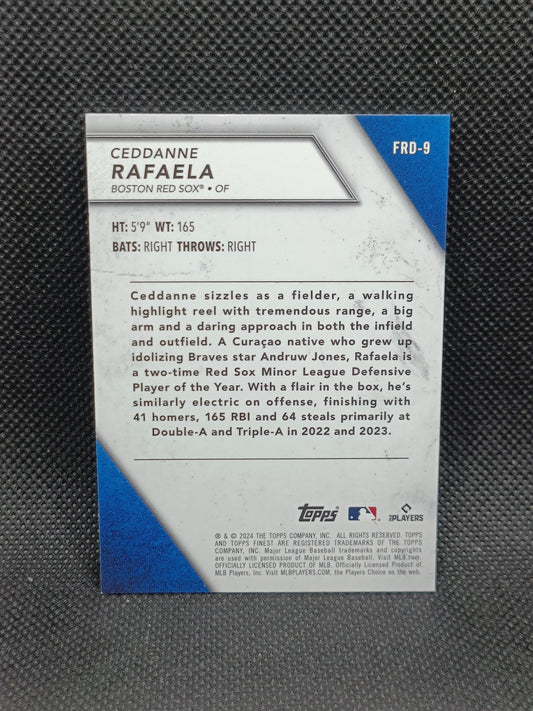 FRD-9
CEDDANNE
RAFAELA
BOSTON RED SOX® • OF
HT: 5'9" WT: 165
BATS: RIGHT THROWS: RIGHT
Ceddanne sizzles as a fielder, a walking
highlight reel with tremendous range, a big
arm and a daring approach in both the infield
and outfield. A Curaçao native who grew up
idolizing Braves star Andruw Jones, Rafaela is
a two-time Red Sox Minor League Defensive
Player of the Year. With a flair in the box, he's
similarly electric on offense, finishing with
41 homers, 165 RBI and 64 steals primarily at
Double-A and Triple-A in 2022 and 2023.
Topps
PLAYERS
® & © 2024 THE TOPPS COMPANY, INC. ALL RIGHTS RESERVED. TOPPS
AND TOPPS FINEST ARE REGISTERED TRADEMARKS OF THE TOPPS
COMPANY, INC. Major League Baseball trademarks and copyrights
are used with permission of Major League Baseball. Visit MLB.com.
OFFICIALLY LICENSED PRODUCT OF MLB. Officially Licensed Product of
MLB Players, Inc. Visit MLBPLAYERS.COM, the Players Choice on the web.